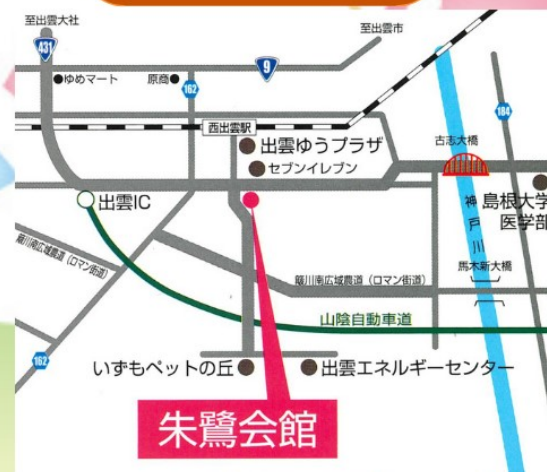 至出雲大社
431
至出雲市
9
ゆめマート
原商
162
184
西出雲駅
出雲ゆうプラザ
古志大橋
セブンイレブン
出雲IC
島根大学
医学部
神戸川
簸川南広域農道（ロマン街道）
馬木新大橋
簸川南広域農道（ロマン街道）
山陰自動車道
162
いずもペットの丘
出雲エネルギーセンター
朱鷺会館